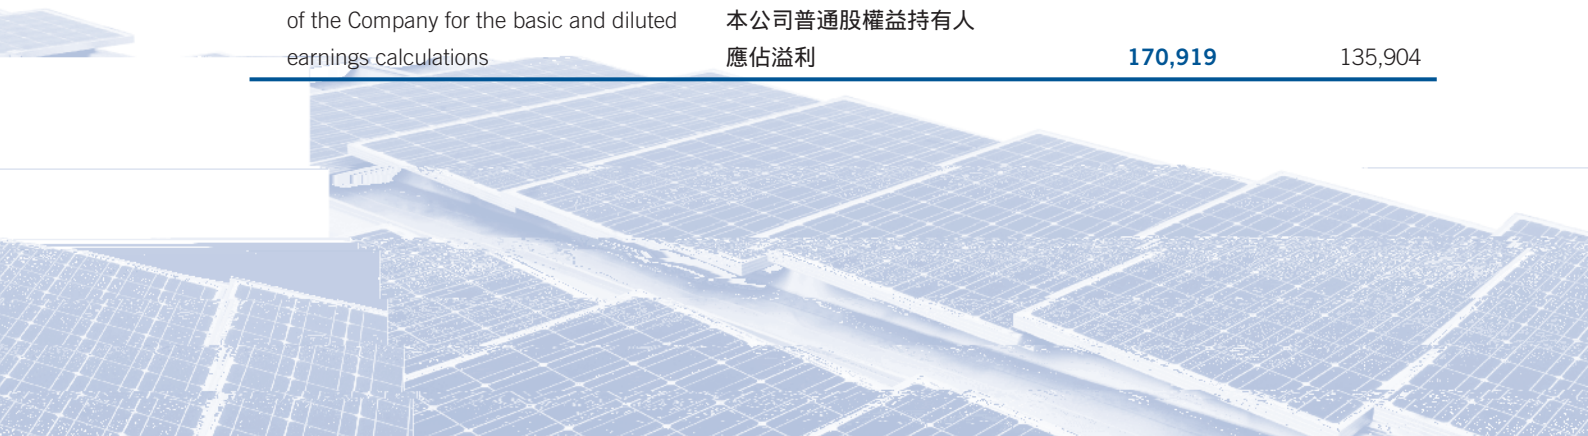 of the Company for the basic and diluted 本公司普通股權益持有人
earnings calculations 應佔溢利 170,919 135,904